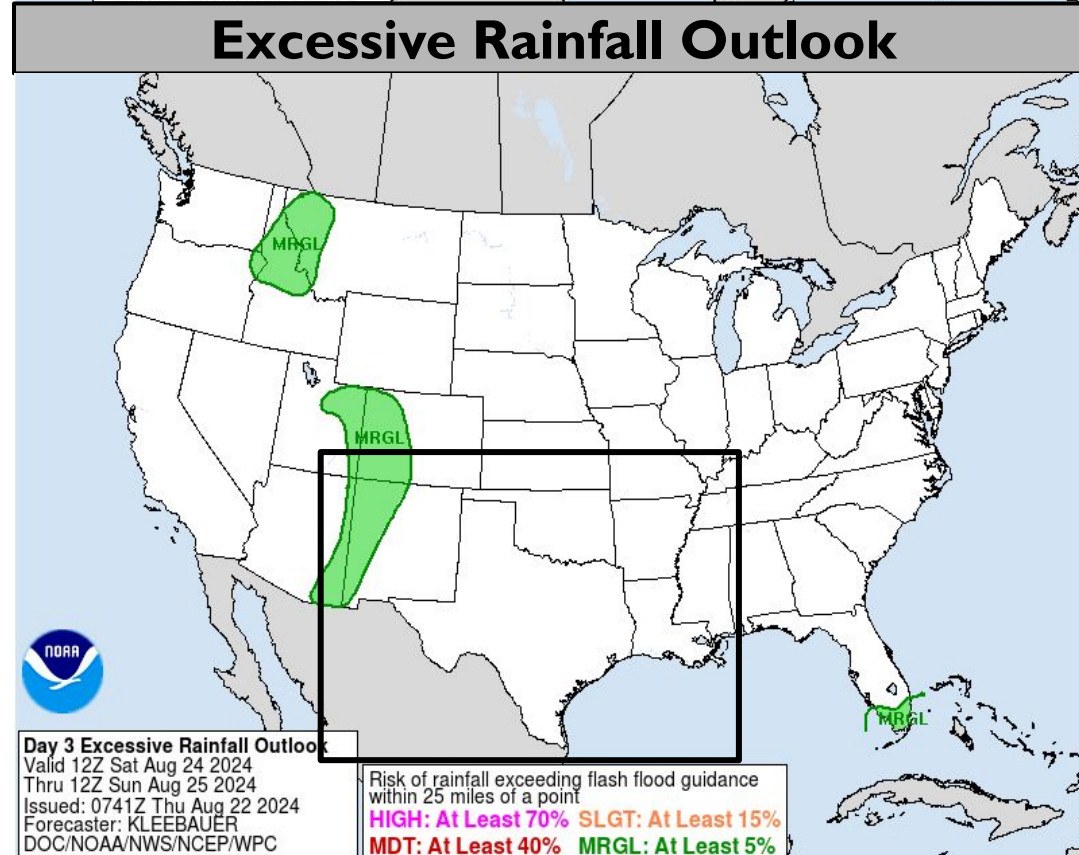 Excessive Rainfall Outlook
MRGL
MRGL
MRGL
NOAA
Day 3 Excessive Rainfall Outlook
Valid 12Z Sat Aug 24 2024
Thru 12Z Sun Aug 25 2024
Issued: 0741Z Thu Aug 22 2024
Forecaster: KLEEBAUER
DOC/NOAA/NWS/NCEP/WPC
Risk of rainfall exceeding flash flood guidance
within 25 miles of a point
HIGH: At Least 70% SLGT: At Least 15%
MDT: At Least 40% MRGL: At Least 5%